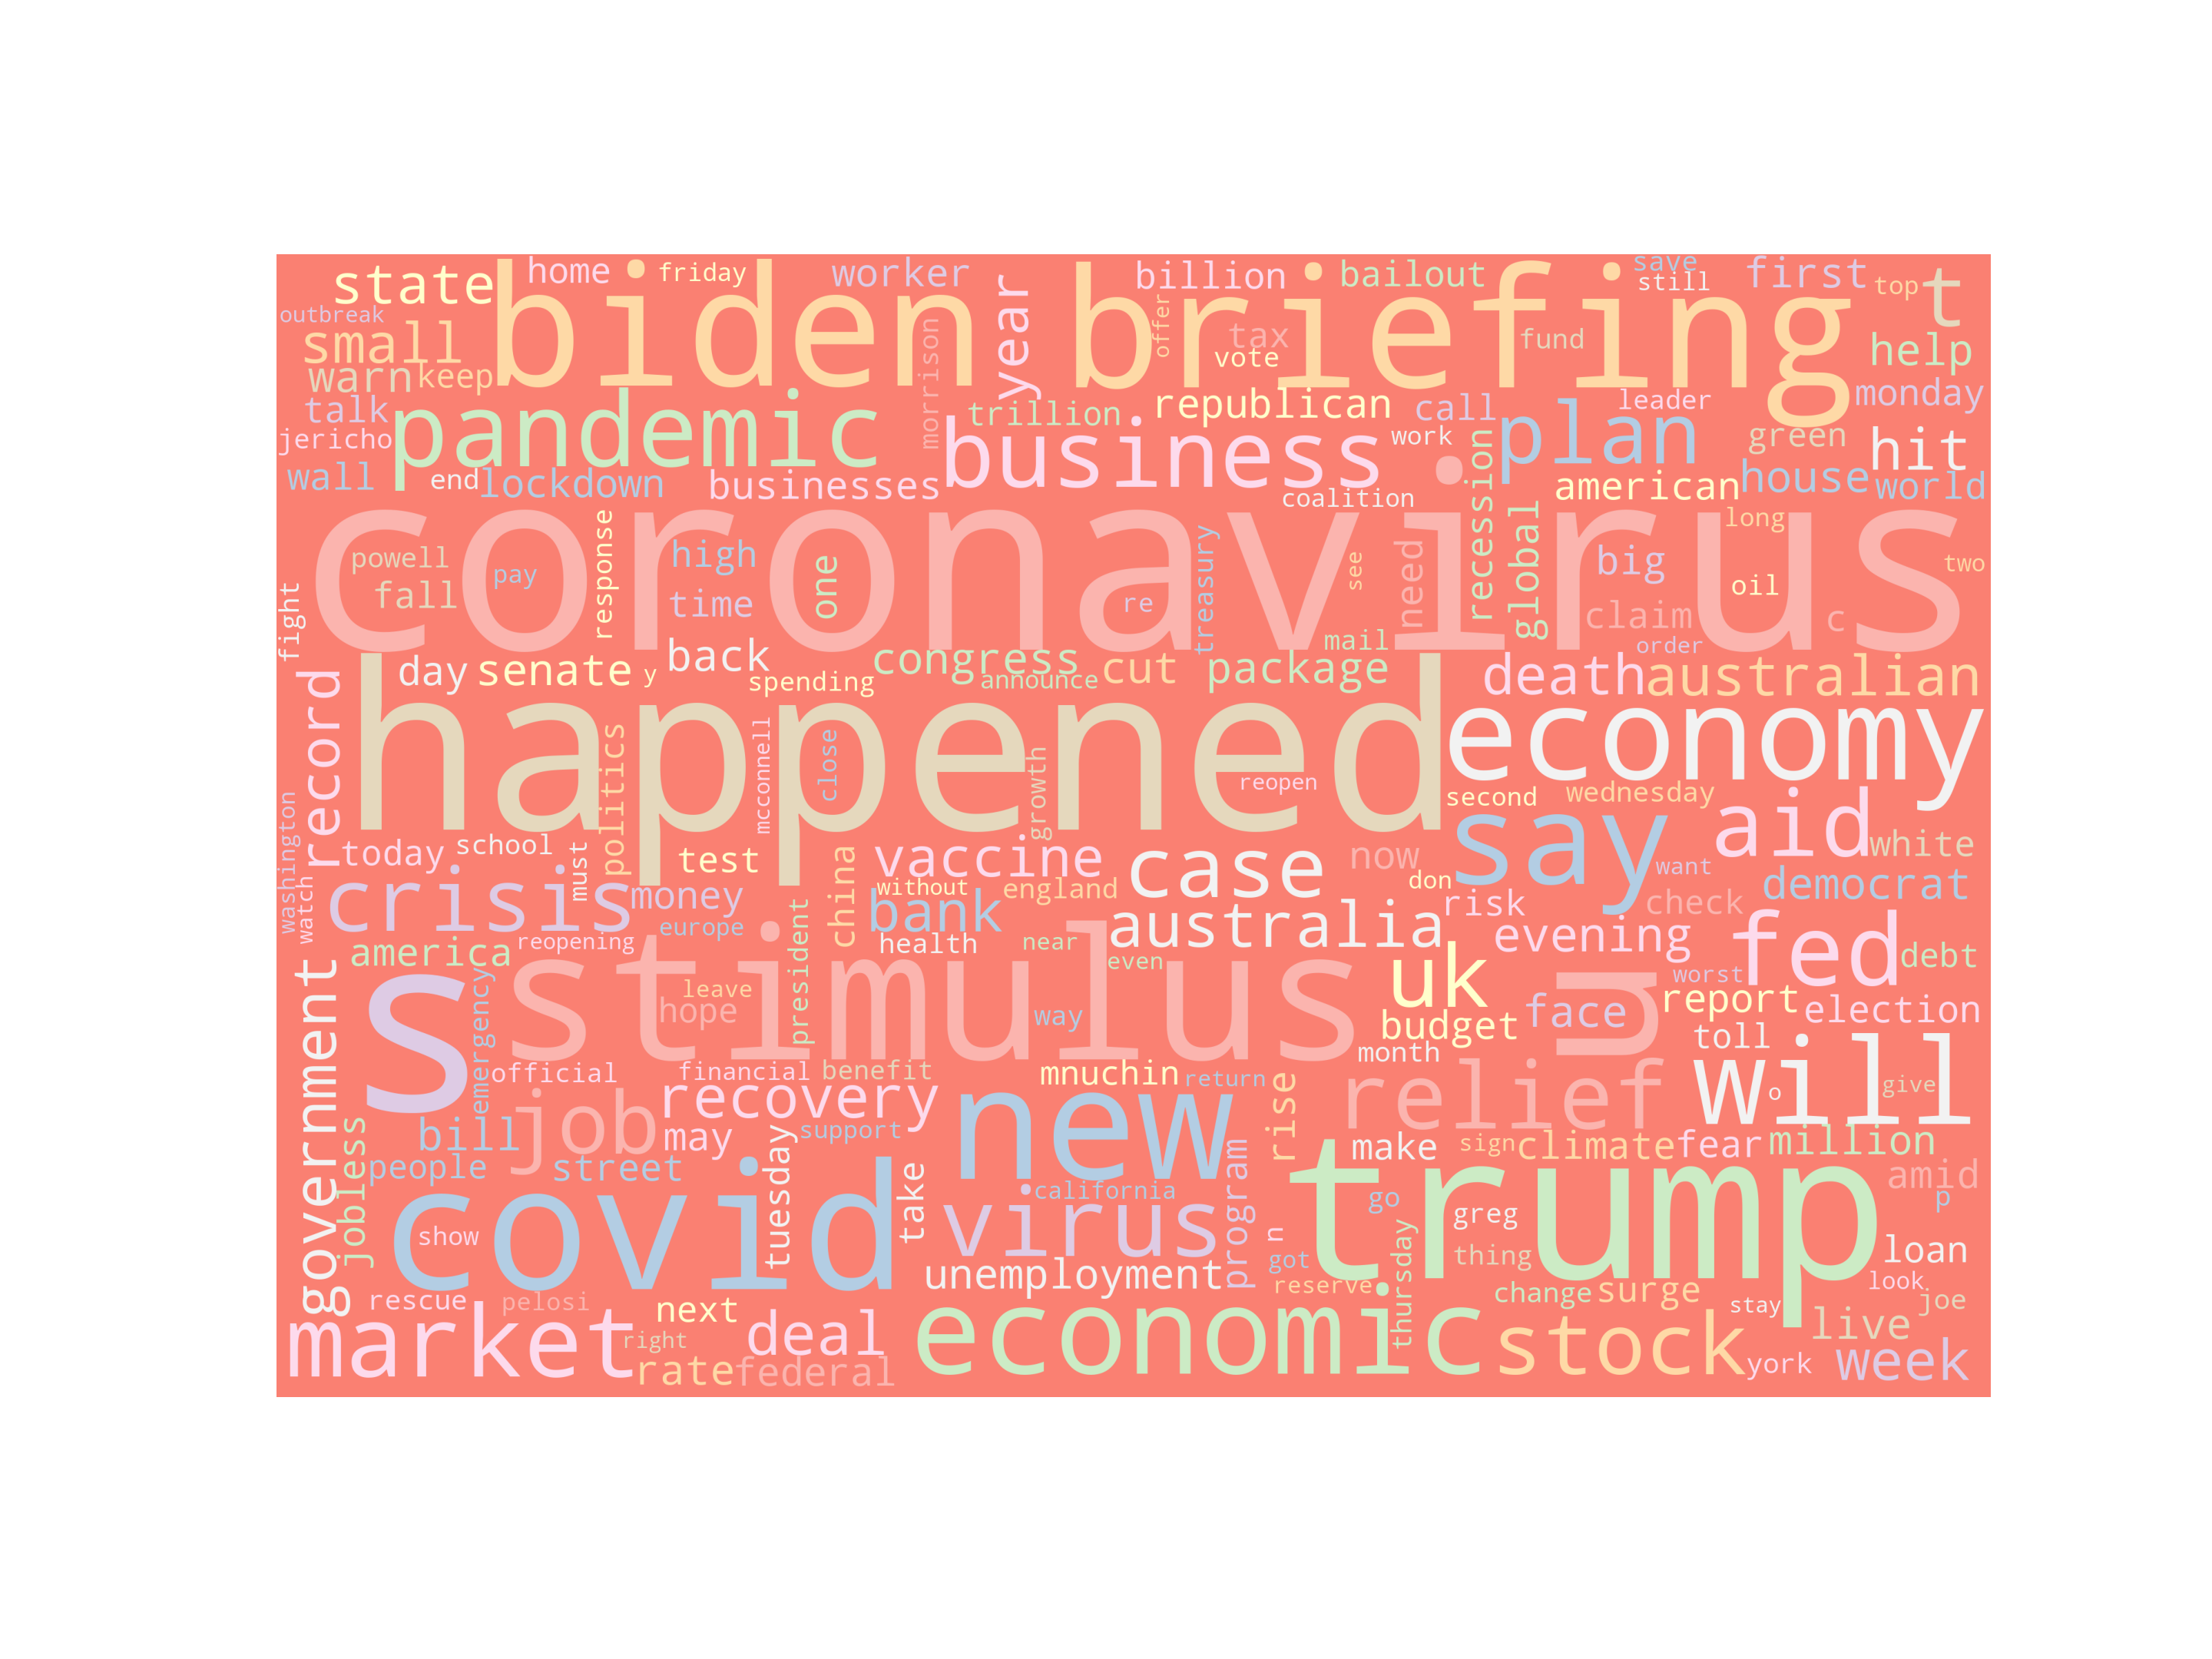 state
home
friday
worker
billion
bailout
save
still
first
top
t
outbreak
biden
briefing
year
offer
tax
vote
fund
small
help
warn
keep
morrison
talk
pandemic
trillion
republican
call
leader
monday
jericho
business
work
plan
green
hit
wall
end
lockdown
businesses
coalition
recession
american
house
world
coronavirus
response
high
one
treasury
see
need
global
long
powell
pay
big
two
fall
time
re
claim
oil
c
fight
mail
order
day
senate
y
back
spending
congress
announce
cut
package
death
australian
record
happened
economy
politics
mcconnell
close
growth
reopen
second
wednesday
say
aid
white
washington
watch
today
school
must
test
china
vaccine
case
now
want
crisis
money
without
england
don
risk
check
democrat
bank
australia
america
reopening
europe
president
health
near
even
uk
evening
worst
fed
debt
government
s
stimulus
leave
hope
way
budget
face
u
report
election
emergency
official
financial
benefit
mnuchin
return
month
toll
relief
will
o
give
job
recovery
new
rise
bill
may
support
make
sign
climate
fear
million
jobless
people
street
tuesday
take
california
program
go
trump
amid
p
covid
show
virus
n
got
greg
thing
thursday
loan
unemployment
reserve
look
rescue
pelosi
next
change
surge
stay
joe
market
right
deal
economic
stock
live
rate
federal
york
week